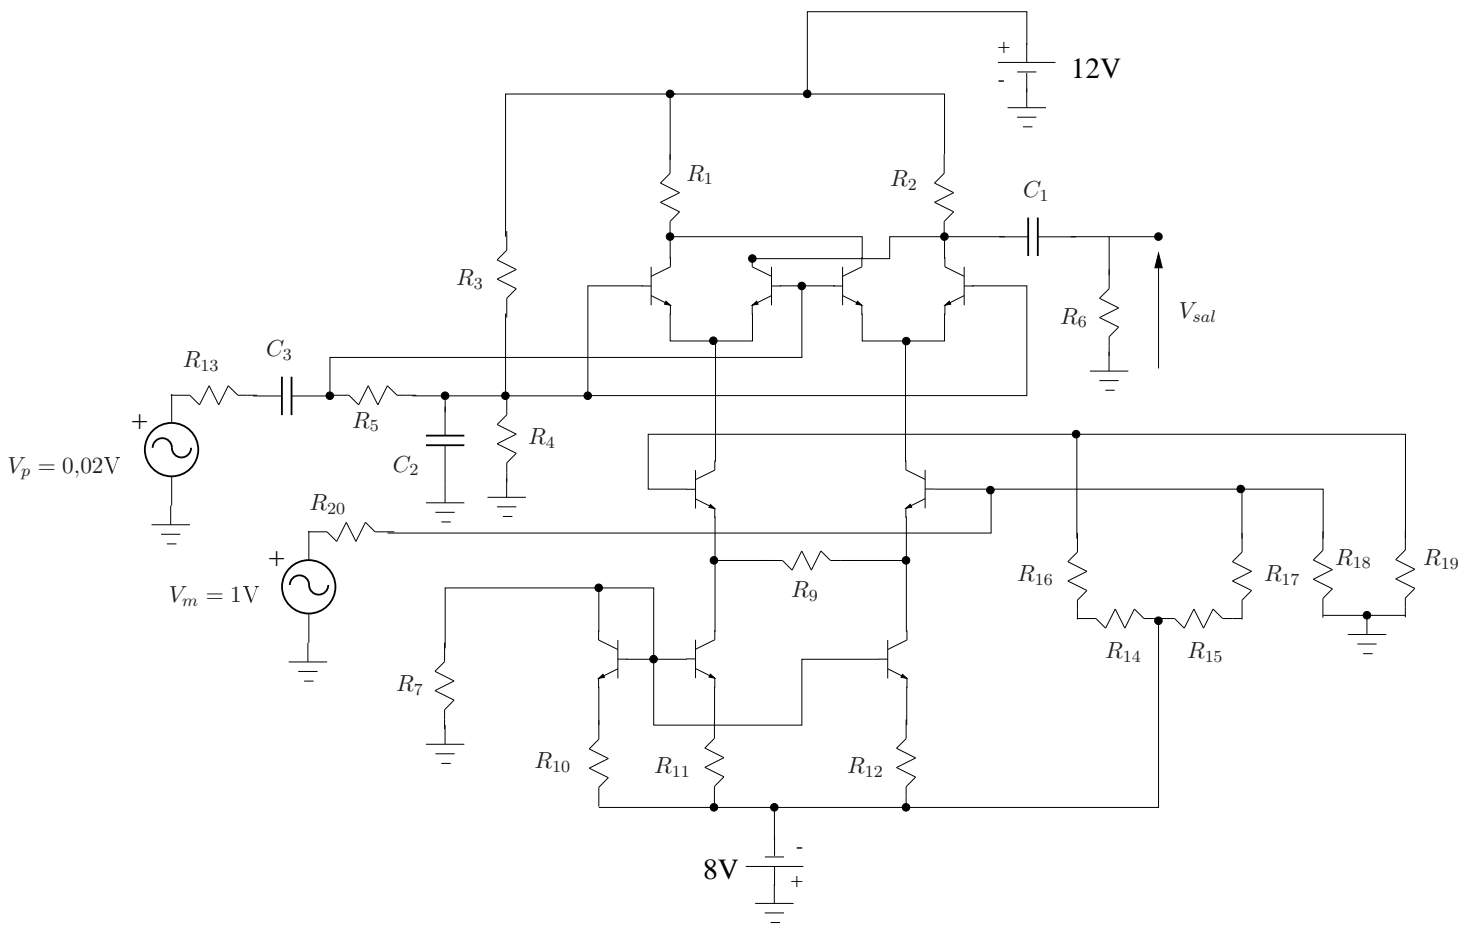 +
-
12V
R1
R2
C1
R3
R6
Vsal
R13
C3
+
R5
R4
C2
Vp = 0,02V
R20
+
Vm = 1V
R9
R16
R17
R18
R19
R14
R15
R7
R10
R11
R12
-
8V
+